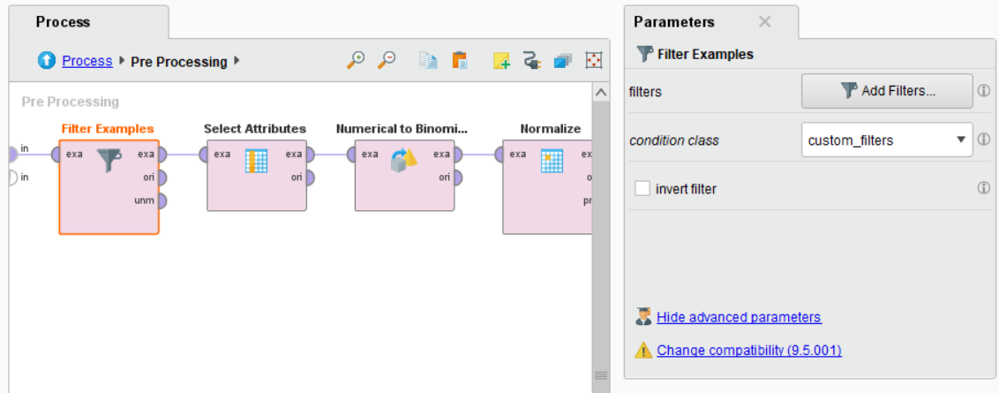 Process
Process Pre Processing
Pre Processing
Filter Examples Select Attributes Numerical to Binomi... Normalize
in exa exa exa exa exa exa exa ex
in ori ori ori o
unm pr
Parameters
Filter Examples
filters Add Filters...
condition class custom_filters
invert filter
Hide advanced parameters
Change compatibility (9.5.001)